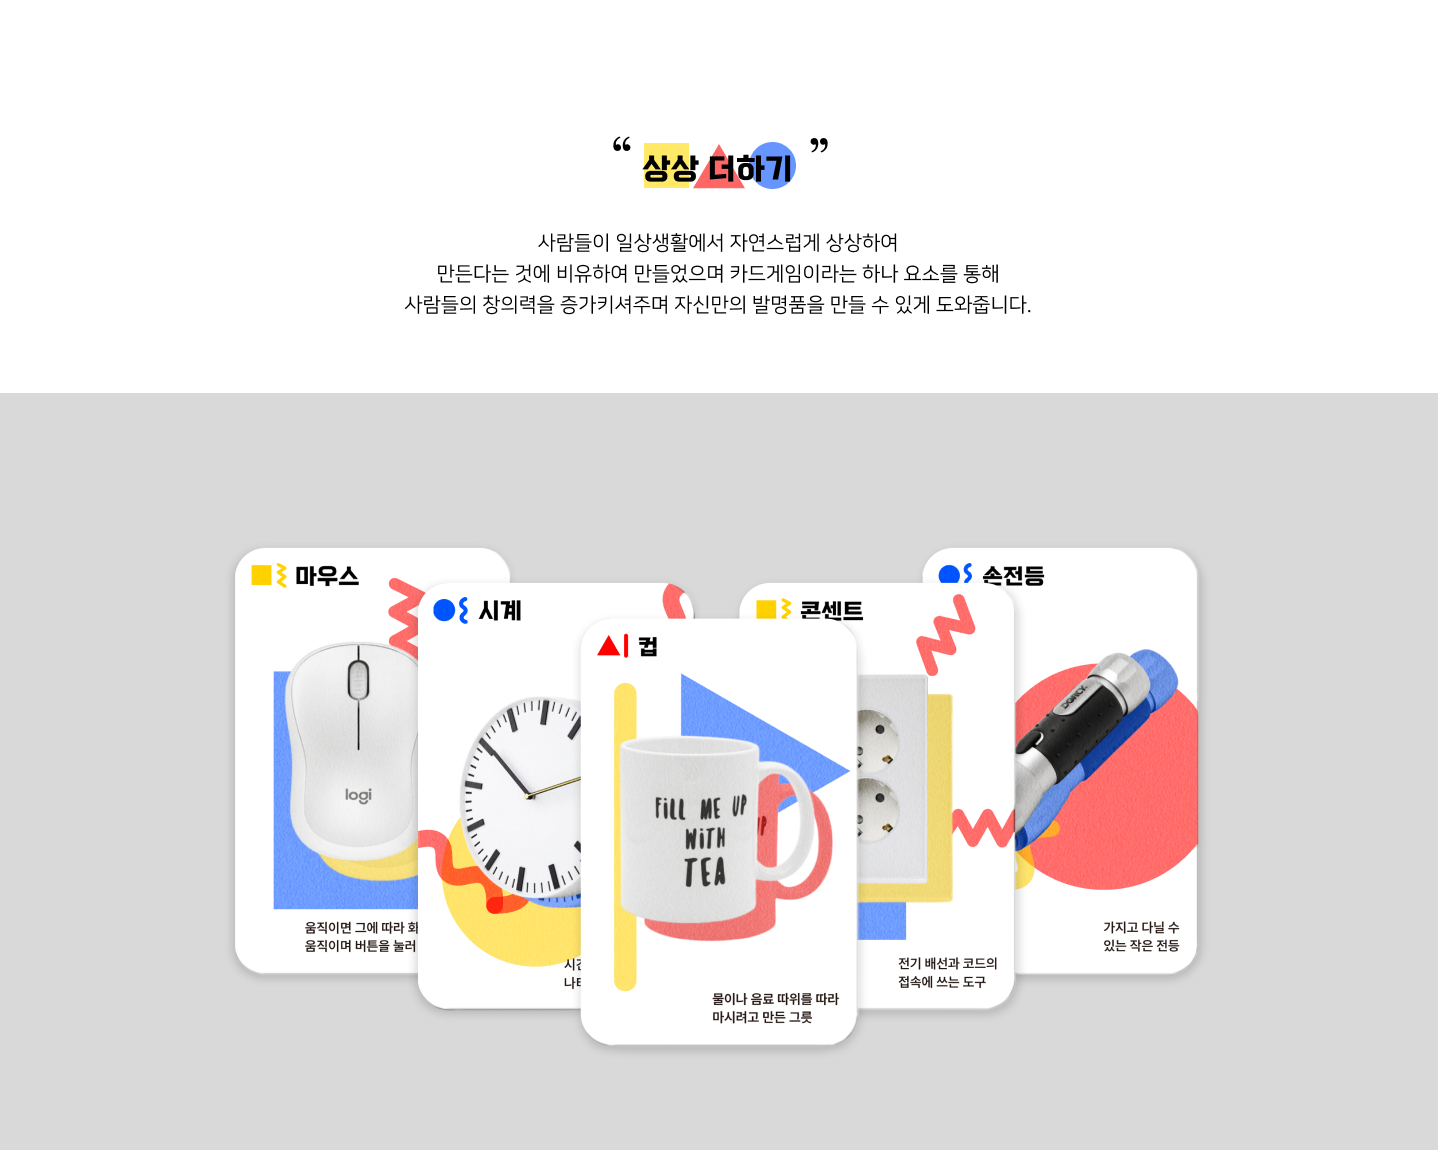 “ 상상 더하기 ”
사람들이 일상생활에서 자연스럽게 상상하여
만든다는 것에 비유하여 만들었으며 카드게임이라는 하나 요소를 통해
사람들의 창의력을 증가키셔주며 자신만의 발명품을 만들 수 있게 도와줍니다.
마우스
logi
움직이면 그에 따라
움직이며 버튼을 눌러
시계
컵
FILL ME UP
WITH
TEA
UP
물이나 음료 따위를 따라
마시려고 만든 그릇
콘센트
전기 배선과 코드의
접속에 쓰는 도구
손전등
가지고 다닐 수
있는 작은 전등